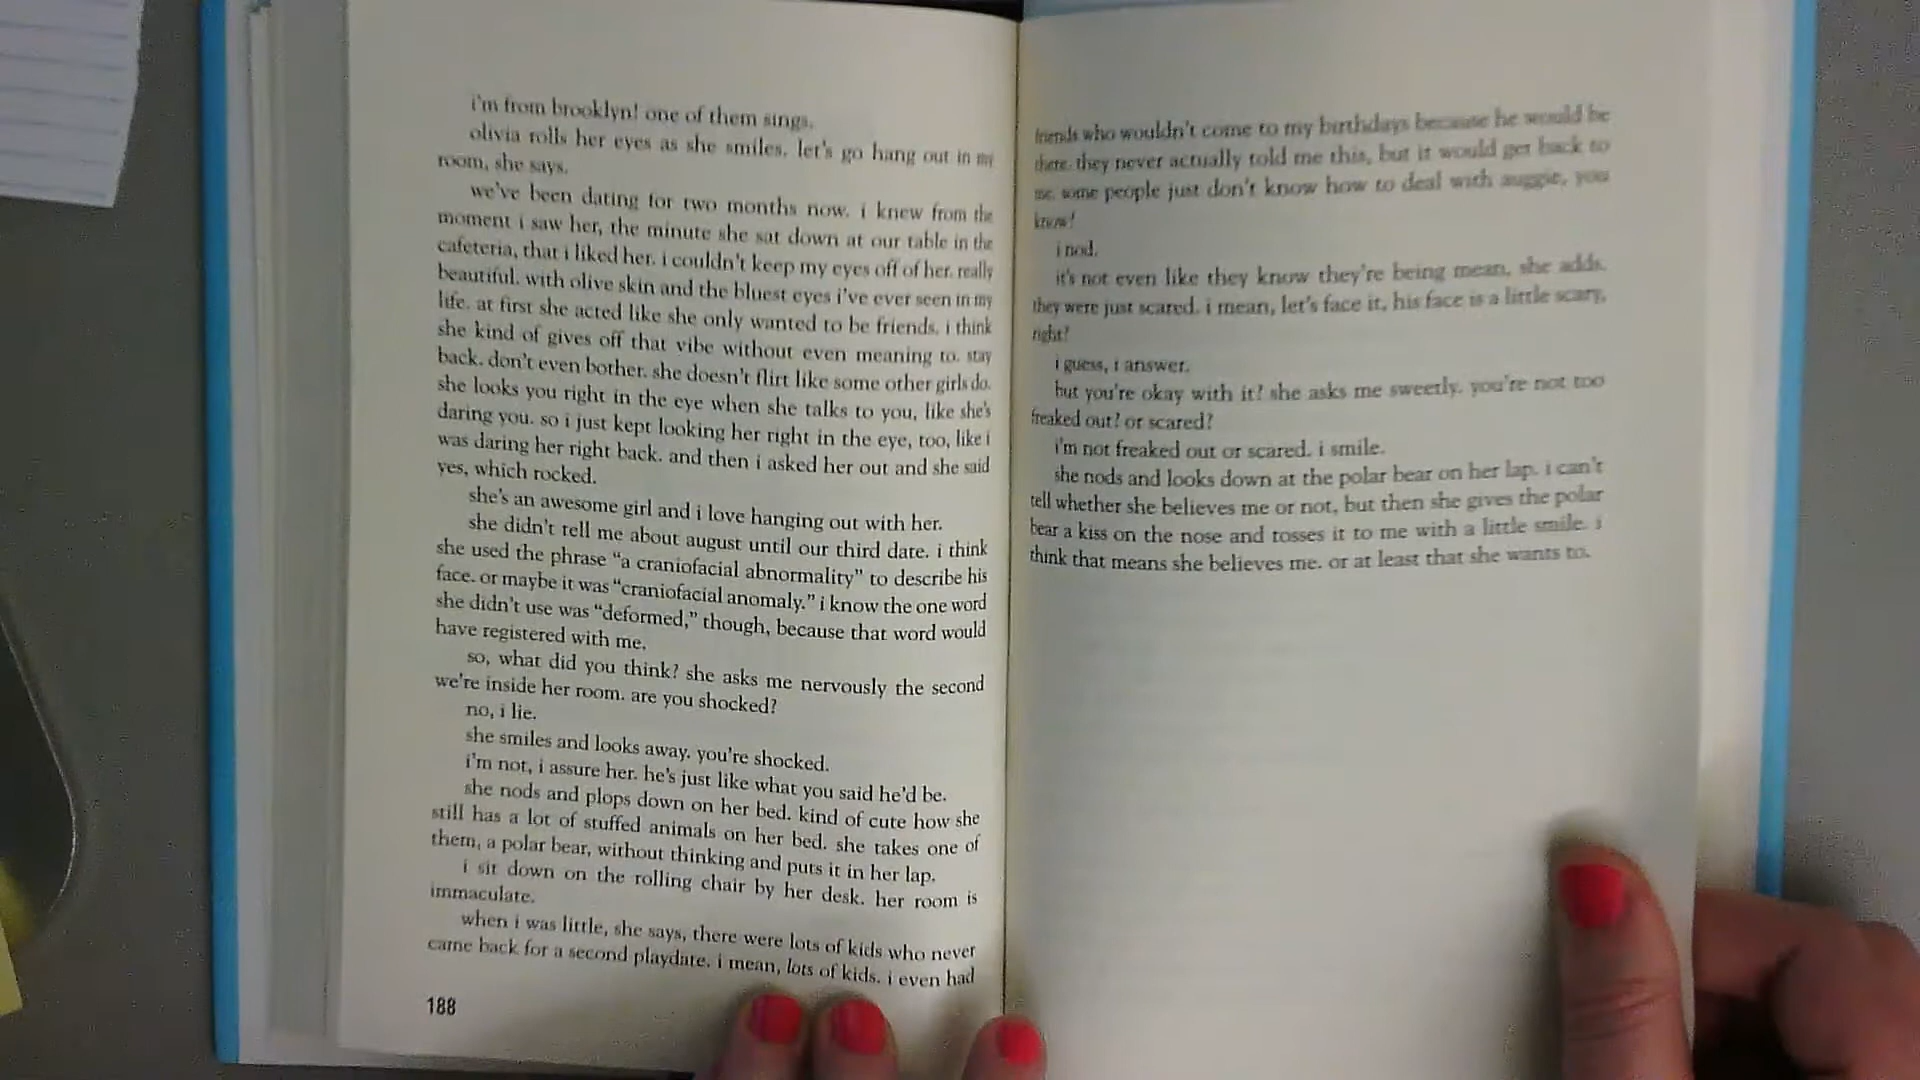 i'm from brooklyn! one of them sings.
olivia rolls her eyes as she smiles. let's go hang out in my
room, she says.
we've been dating for two months now. i knew from the
moment i saw her, the minute she sat down at our table in the
cafeteria, that i liked her. i couldn't keep my eyes off of her. really
beautiful. with olive skin and the bluest eyes i've ever seen in my
life. at first she acted like she only wanted to be friends. i think
she kind of gives off that vibe without even meaning to. stay
back. don't even bother. she doesn't flirt like some other girls do.
she looks you right in the eye when she talks to you, like she's
daring you. so i just kept looking her right in the eye, too, like i
was daring her right back. and then i asked her out and she said
yes, which rocked.
she's an awesome girl and i love hanging out with her.
she didn't tell me about august until our third date. i think
she used the phrase “a craniofacial abnormality” to describe his
face. or maybe it was “craniofacial anomaly.” i know the one word
she didn't use was “deformed,” though, because that word would
have registered with me.
so, what did you think? she asks me nervously the second
we're inside her room. are you shocked?
no, i lie.
she smiles and looks away. you're shocked.
i'm not, i assure her. he's just like what you said he'd be.
she nods and plops down on her bed. kind of cute how she
still has a lot of stuffed animals on her bed. she takes one of
them, a polar bear, without thinking and puts it in her lap.
i sit down on the rolling chair by her desk. her room is
immaculate.
when i was little, she says, there were lots of kids who never
came back for a second playdate. i mean, lots of kids. i even had
188
friends who wouldn't come to my birthdays because he would be
there. they never actually told me this, but it would get back to
me. some people just don't know how to deal with auggie, you
know?
i nod.
it's not even like they know they're being mean, she adds.
they were just scared. i mean, let's face it, his face is a little scary,
right?
i guess, i answer.
but you're okay with it? she asks me sweetly. you're not too
freaked out? or scared?
i'm not freaked out or scared. i smile.
she nods and looks down at the polar bear on her lap. i can't
tell whether she believes me or not, but then she gives the polar
bear a kiss on the nose and tosses it to me with a little smile. i
think that means she believes me. or at least that she wants to.